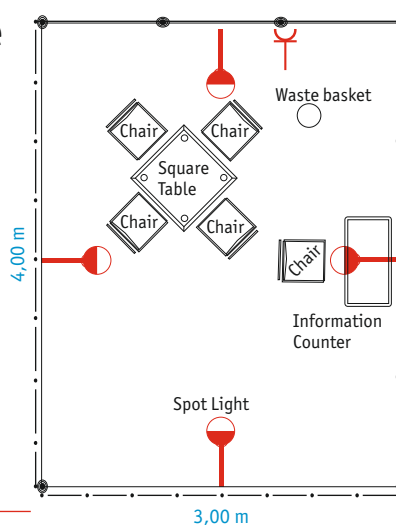 e
Waste basket
Chair
Chair
Square
Table
Chair
Chair
Chair
4,00 m
Information
Counter
Spot Light
3,00 m